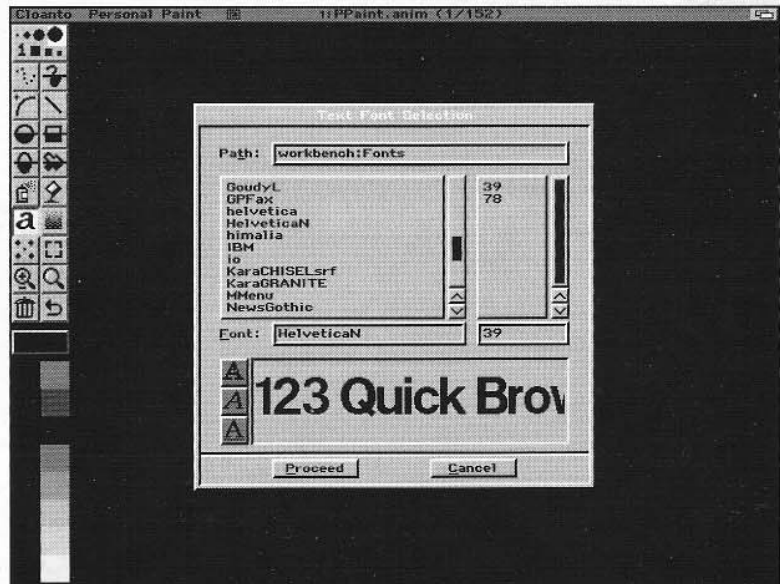 Cloanto Personal Paint 1:PPaint.anim (1/152)
1
a
Text Font Selection
Path: workbench:Fonts
GoudyL 39
GPFax 78
helvetica
HelveticaN
himalia
IBM
io
KaraCHISELsrf
KaraGRANITE
MMenu
NewsGothic
Font: HelveticaN 39
A
A
A
123 Quick Brov
Proceed Cancel